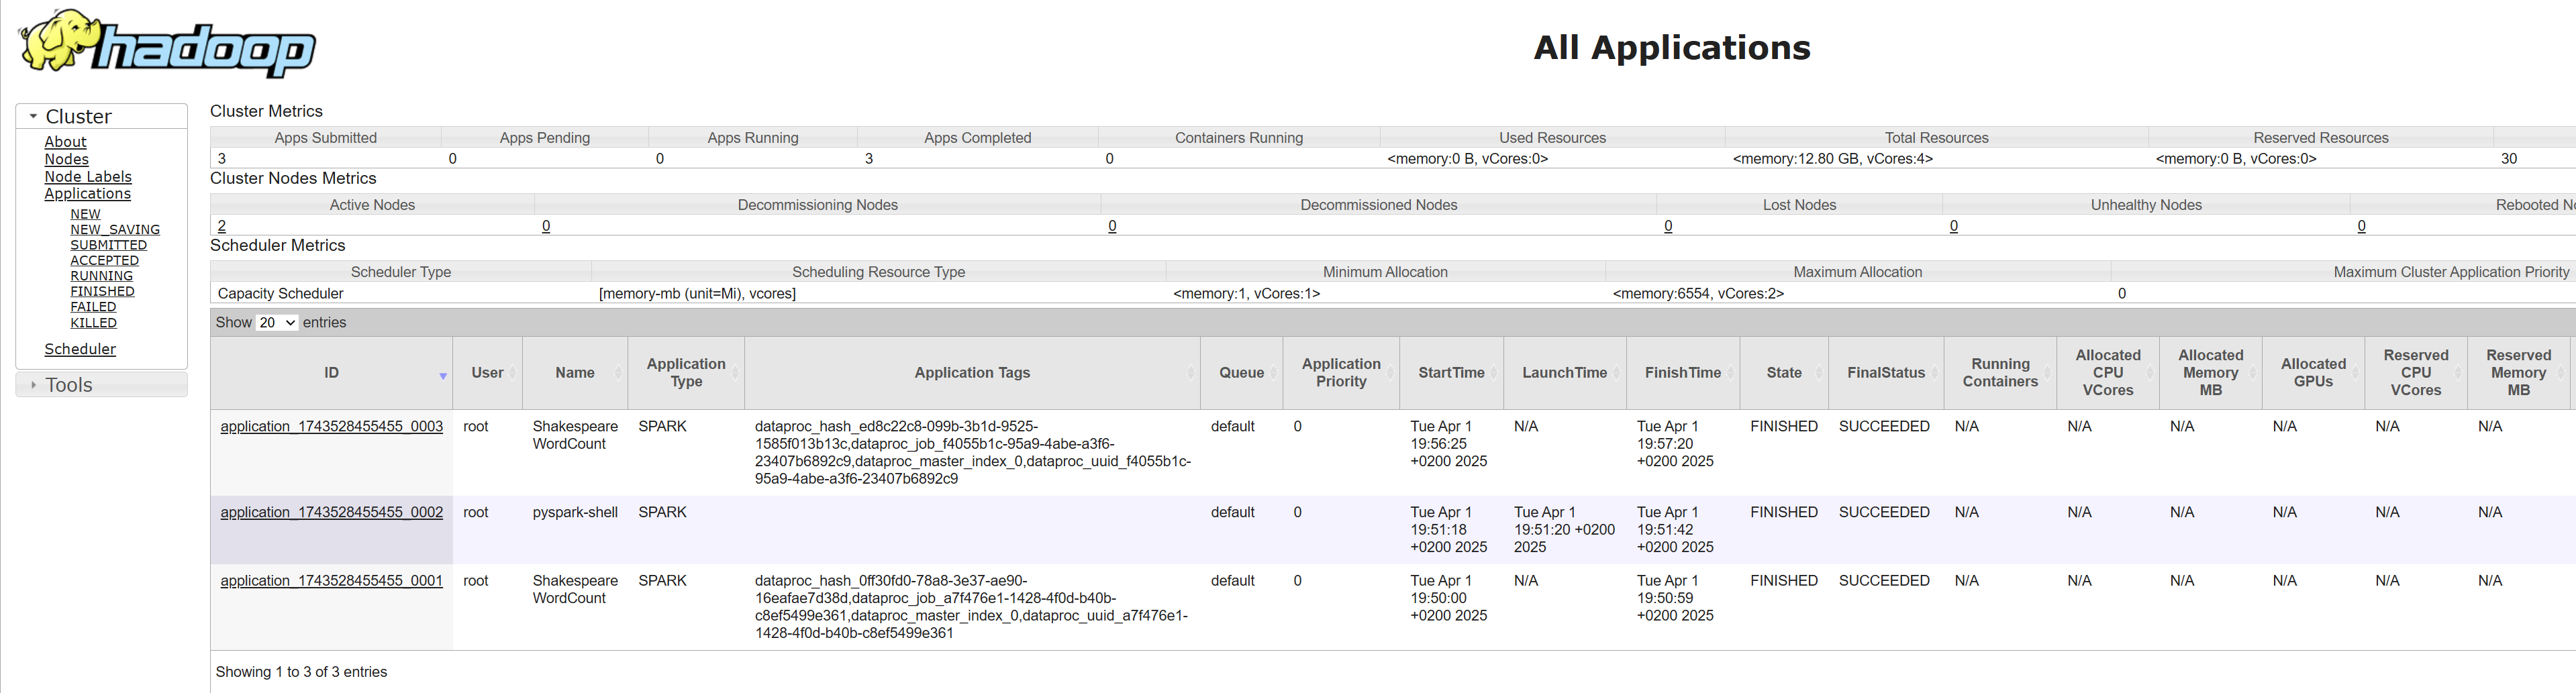 hadoop
All Applications
Cluster
About
Nodes
Node Labels
Applications
NEW
NEW_SAVING
SUBMITTED
ACCEPTED
RUNNING
FINISHED
FAILED
KILLED
Scheduler
Tools
Cluster Metrics
Apps Submitted Apps Pending Apps Running Apps Completed Containers Running Used Resources Total Resources Reserved Resources
3 0 0 3 0 <memory:0 B, vCores:0> <memory:12.80 GB, vCores:4> <memory:0 B, vCores:0> 30
Cluster Nodes Metrics
Active Nodes Decommissioning Nodes Decommissioned Nodes Lost Nodes Unhealthy Nodes Rebooted
2 0 0 0 0 0
Scheduler Metrics
Scheduler Type Scheduling Resource Type Minimum Allocation Maximum Allocation Maximum Cluster Application Priority
Capacity Scheduler [memory-mb (unit=Mi), vcores] <memory:1, vCores:1> <memory:6554, vCores:2> 0
Show 20 entries
ID User Name Application Type Application Tags Queue Application Priority StartTime LaunchTime FinishTime State FinalStatus Running Containers Allocated CPU VCores Allocated Memory MB Allocated GPUs Reserved CPU VCores Reserved Memory MB
application_1743528455455_0003 root Shakespeare SPARK dataproc_hash_ed8c22c8-099b-3b1d-9525- default 0 Tue Apr 1 N/A Tue Apr 1 FINISHED SUCCEEDED N/A N/A N/A N/A N/A N/A
WordCount 1585f013b13c,dataproc_job_f4055b1c-95a9-4abe-a3f6- 19:56:25 19:57:20
23407b6892c9,dataproc_master_index_0,dataproc_uuid_f4055b1c- +0200 2025 +0200 2025
95a9-4abe-a3f6-23407b6892c9
application_1743528455455_0002 root pyspark-shell SPARK default 0 Tue Apr 1 Tue Apr 1 Tue Apr 1 FINISHED SUCCEEDED N/A N/A N/A N/A N/A N/A
19:51:18 19:51:20 +0200 19:51:42
+0200 2025 2025 +0200 2025
application_1743528455455_0001 root Shakespeare SPARK dataproc_hash_0ff30fd0-78a8-3e37-ae90- default 0 Tue Apr 1 N/A Tue Apr 1 FINISHED SUCCEEDED N/A N/A N/A N/A N/A N/A
WordCount 16eafae7d38d,dataproc_job_a7f476e1-1428-4f0d-b40b- 19:50:00 19:50:59
c8ef5499e361,dataproc_master_index_0,dataproc_uuid_a7f476e1- +0200 2025 +0200 2025
1428-4f0d-b40b-c8ef5499e361
Showing 1 to 3 of 3 entries